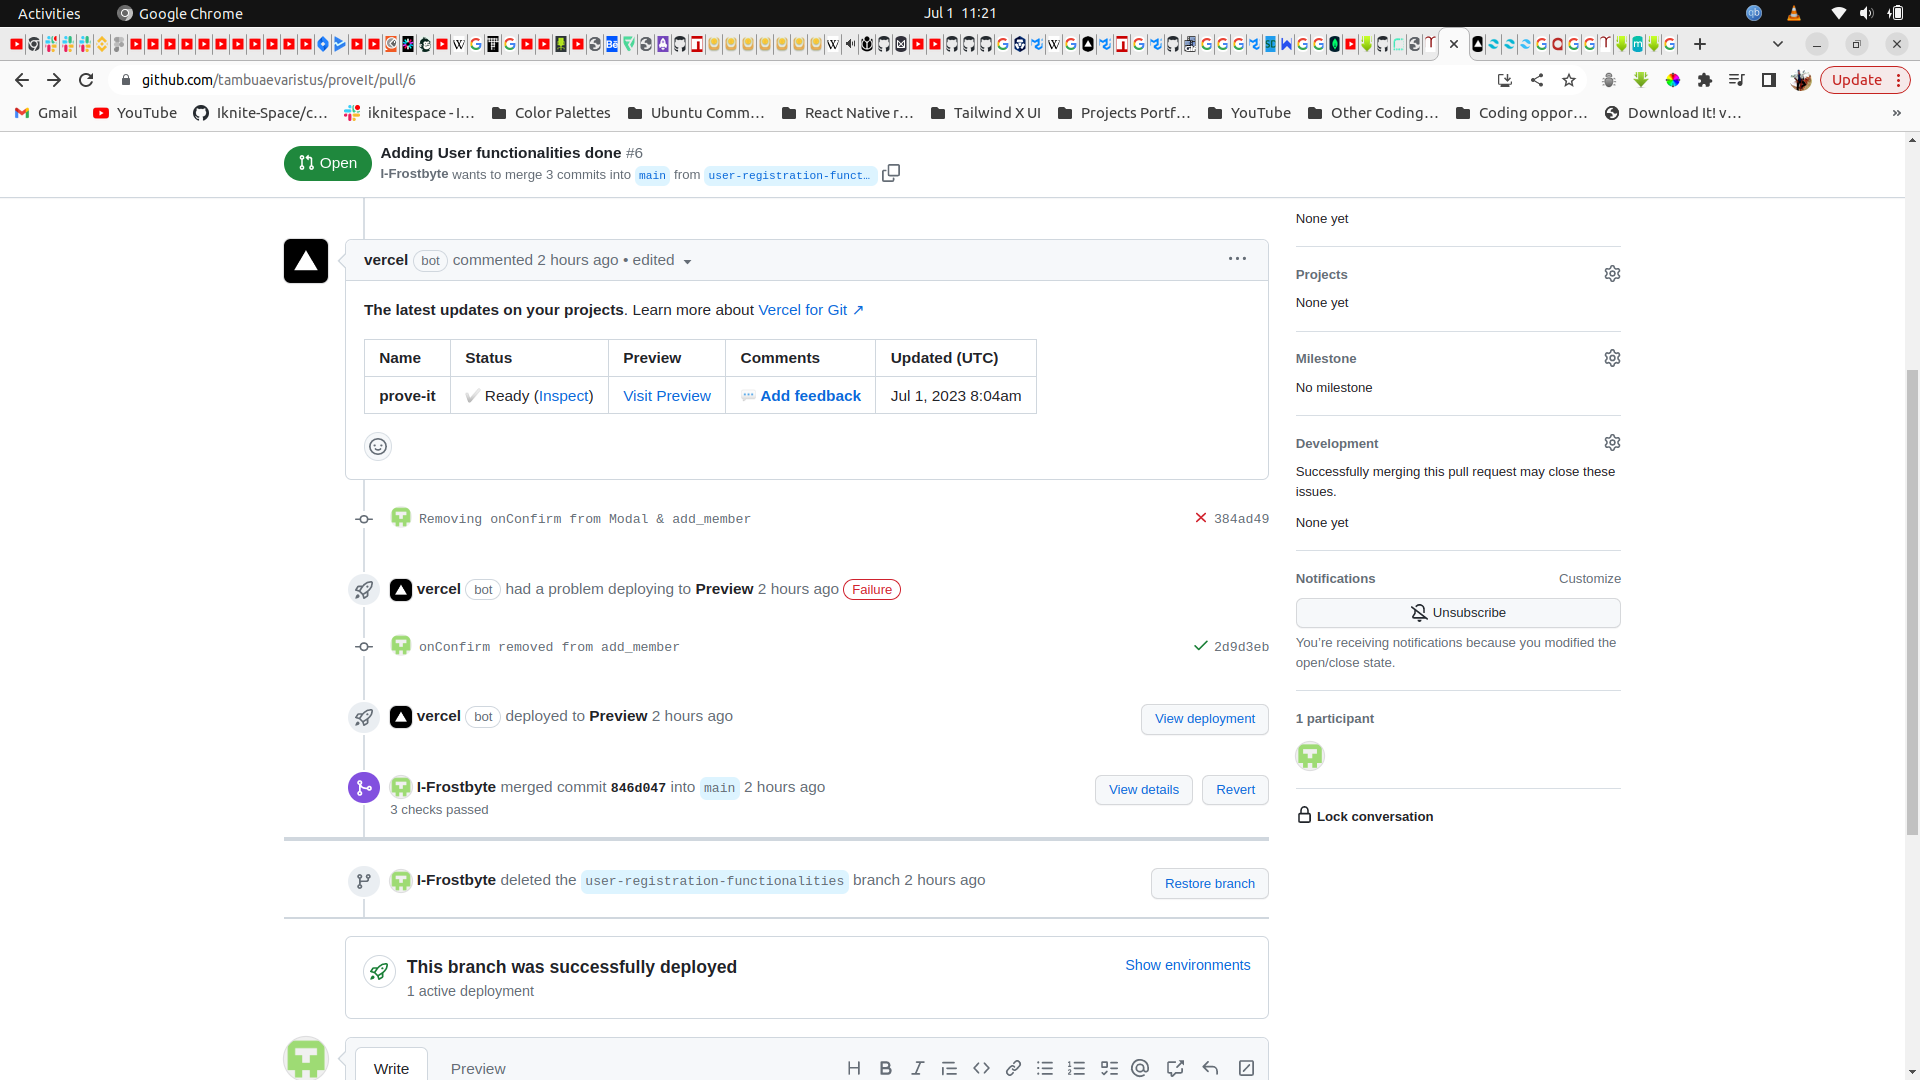 Activities
Google Chrome
Jul 1 11:21
github.com/tambuaevaristus/proveIt/pull/6
Update
Gmail
YouTube
Iknite-Space/c...
iknitespace - I...
Color Palettes
Ubuntu Comm...
React Native r...
Tailwind X UI
Projects Portf...
YouTube
Other Coding...
Coding oppor...
Download It! v...
»
Open
Adding User functionalities done #6
I-Frostbyte wants to merge 3 commits into main from user-registration-funct...
None yet
Projects
None yet
Milestone
No milestone
Development
Successfully merging this pull request may close these
issues.
None yet
Notifications
Customize
Unsubscribe
You’re receiving notifications because you modified the
open/close state.
1 participant
Lock conversation
vercel bot commented 2 hours ago • edited
The latest updates on your projects. Learn more about Vercel for Git ↗
Name Status Preview Comments Updated (UTC)
prove-it ✔ Ready (Inspect) Visit Preview Add feedback Jul 1, 2023 8:04am
Removing onConfirm from Modal & add_member 384ad49
vercel bot had a problem deploying to Preview 2 hours ago Failure
onConfirm removed from add_member 2d9d3eb
vercel bot deployed to Preview 2 hours ago View deployment
I-Frostbyte merged commit 846d047 into main 2 hours ago View details Revert
3 checks passed
I-Frostbyte deleted the user-registration-functionalities branch 2 hours ago Restore branch
This branch was successfully deployed Show environments
1 active deployment
Write Preview